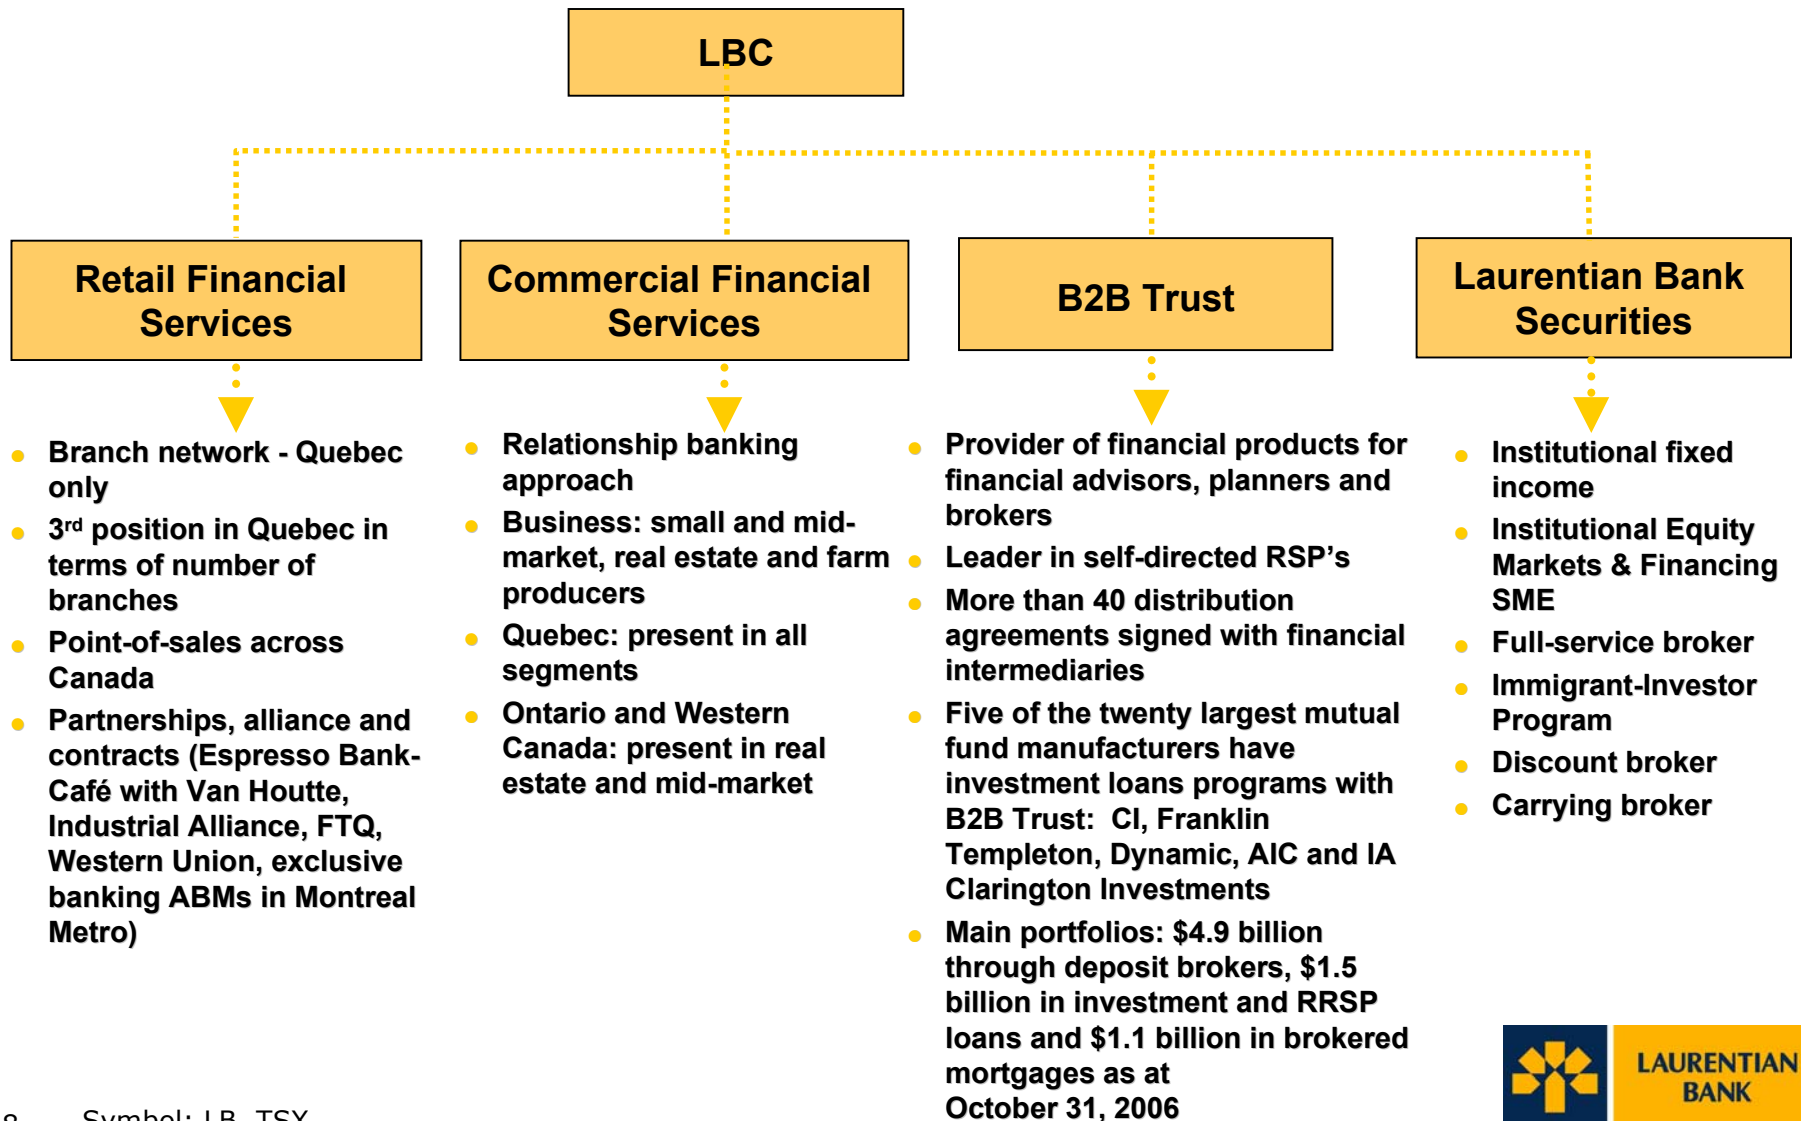 LBC
Retail Financial
Services
Commercial Financial
Services
B2B Trust
Laurentian Bank
Securities
Branch network - Quebec
only
3rd position in Quebec in
terms of number of
branches
Point-of-sales across
Canada
Partnerships, alliance and
contracts (Espresso Bank-
Café with Van Houtte,
Industrial Alliance, FTQ,
Western Union, exclusive
banking ABMs in Montreal
Metro)
Relationship banking
approach
Business: small and mid-
market, real estate and farm
producers
Quebec: present in all
segments
Ontario and Western
Canada: present in real
estate and mid-market
Provider of financial products for
financial advisors, planners and
brokers
Leader in self-directed RSP's
More than 40 distribution
agreements signed with financial
intermediaries
Five of the twenty largest mutual
fund manufacturers have
investment loans programs with
B2B Trust:  CI, Franklin
Templeton, Dynamic, AIC and IA
Clarington Investments
Main portfolios: $4.9 billion
through deposit brokers, $1.5
billion in investment and RRSP
loans and $1.1 billion in brokered
mortgages as at
October 31, 2006
Institutional fixed
income
Institutional Equity
Markets & Financing
SME
Full-service broker
Immigrant-Investor
Program
Discount broker
Carrying broker
LAURENTIAN
BANK
8 Symbol: LB, TSX